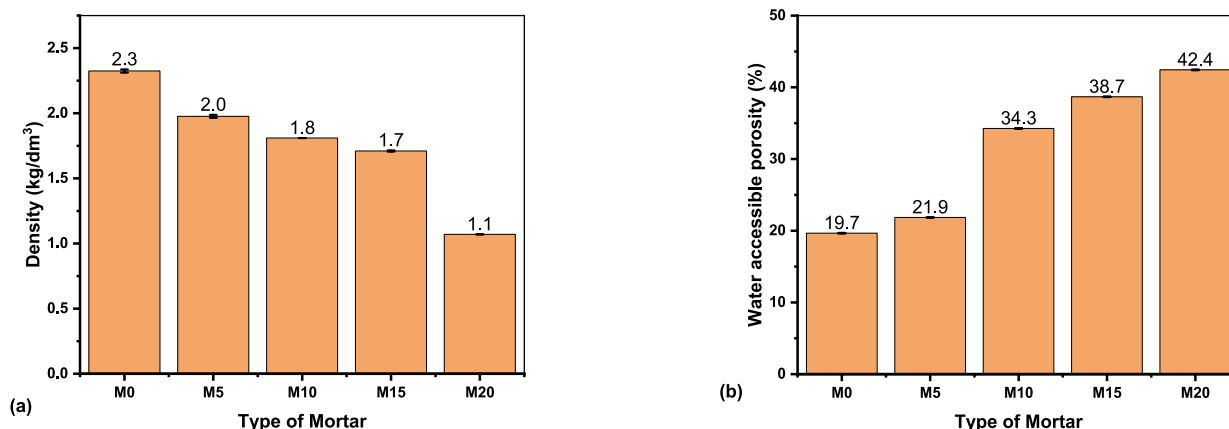 2.5
2.0
1.5
1.0
0.5
0.0
Density (kg/dm³)
2.3
2.0
1.8
1.7
1.1
M0 M5 M10 M15 M20
Type of Mortar
(a)
50
40
30
20
10
0
Water accessible porosity (%)
19.7
21.9
34.3
38.7
42.4
M0 M5 M10 M15 M20
Type of Mortar
(b)